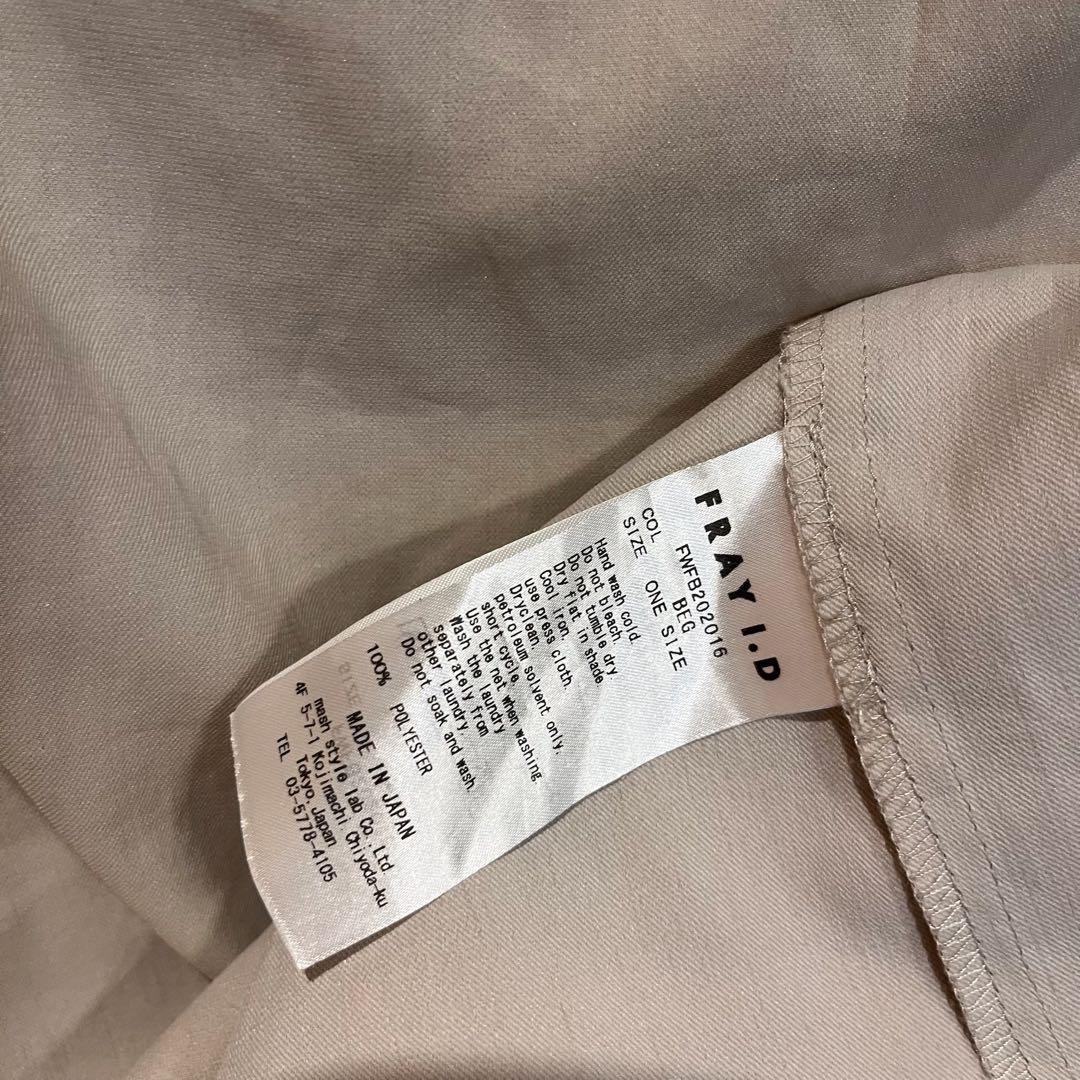 FRAY I.D
FWFB202016
COL BEG
SIZE ONE SIZE
Hand wash cold.
Do not bleach.
Do not tumble dry.
Dry flat in shade
Cool iron.
use press cloth.
Dryclean.
petroleum solvent only.
short cycle.
Use the net when washing
Wash the laundry
separately from
other laundry.
Do not soak and wash.
100% POLYESTER
MADE IN JAPAN
mash style lab Co., Ltd
4F 5-7-1 Kojimachi Chiyoda-ku
Tokyo,Japan
TEL 03-5778-4105